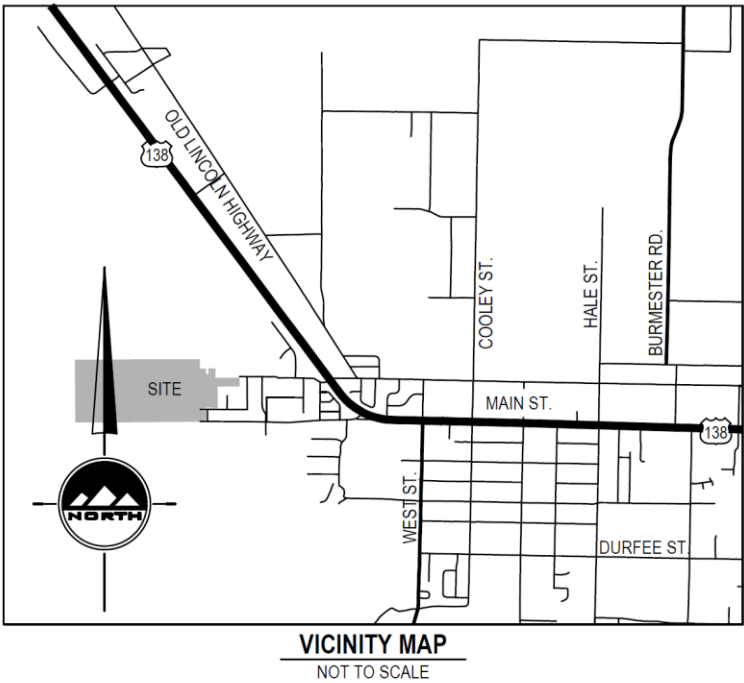 OLD LINCOLN HIGHWAY
138
COOLEY ST.
HALE ST.
BURMESTER RD.
SITE
MAIN ST.
138
WEST ST.
NORTH
DURFEE ST.
VICINITY MAP
NOT TO SCALE